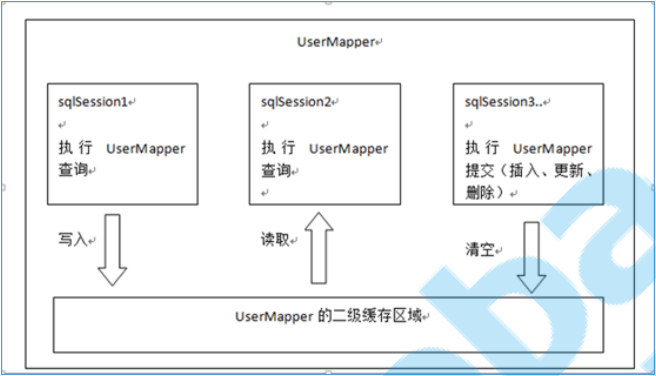 UserMapper
sqlSession1
执行 UserMapper
查询
sqlSession2
执行 UserMapper
查询
sqlSession3..
执行 UserMapper
提交（插入、更新、
删除）
写入
读取
清空
UserMapper 的二级缓存区域